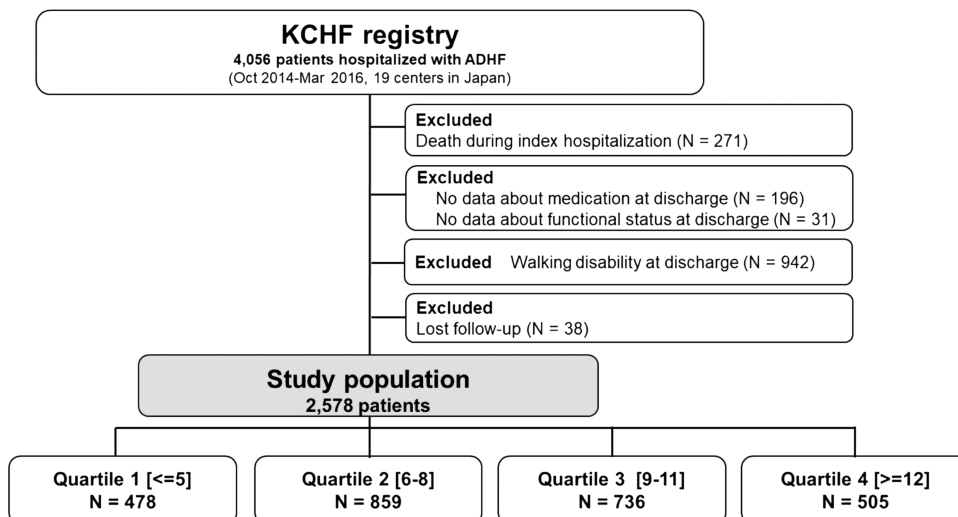 KCHF registry
4,056 patients hospitalized with ADHF
(Oct 2014-Mar 2016, 19 centers in Japan)
Excluded
Death during index hospitalization (N = 271)
Excluded
No data about medication at discharge (N = 196)
No data about functional status at discharge (N = 31)
Excluded Walking disability at discharge (N = 942)
Excluded
Lost follow-up (N = 38)
Study population
2,578 patients
Quartile 1 [<=5]
N = 478
Quartile 2 [6-8]
N = 859
Quartile 3 [9-11]
N = 736
Quartile 4 [>=12]
N = 505